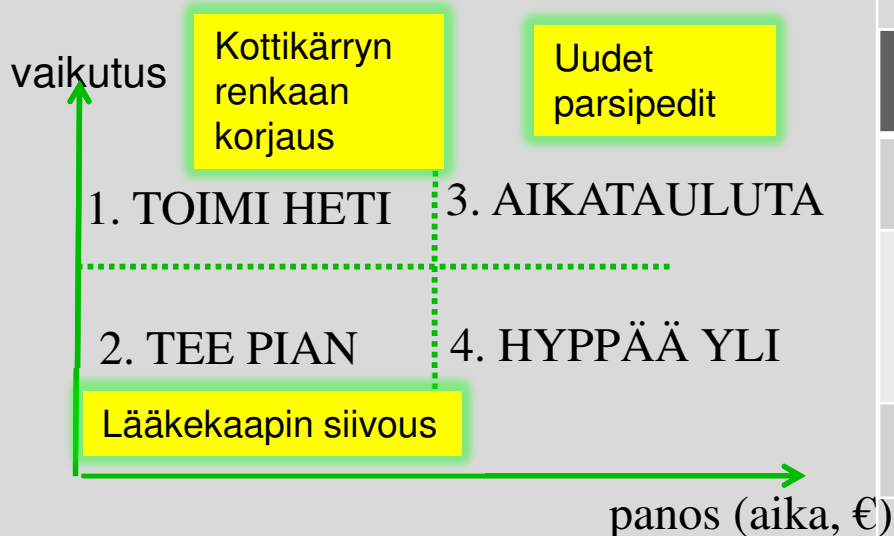 vaikutus
Kottikärryn
renkaan
korjaus
Uudet
parsipedit
1. TOIMI HETI
3. AIKATAULUTA
2. TEE PIAN
4. HYPPÄÄ YLI
Lääkekaapin siivous
panos (aika, €)